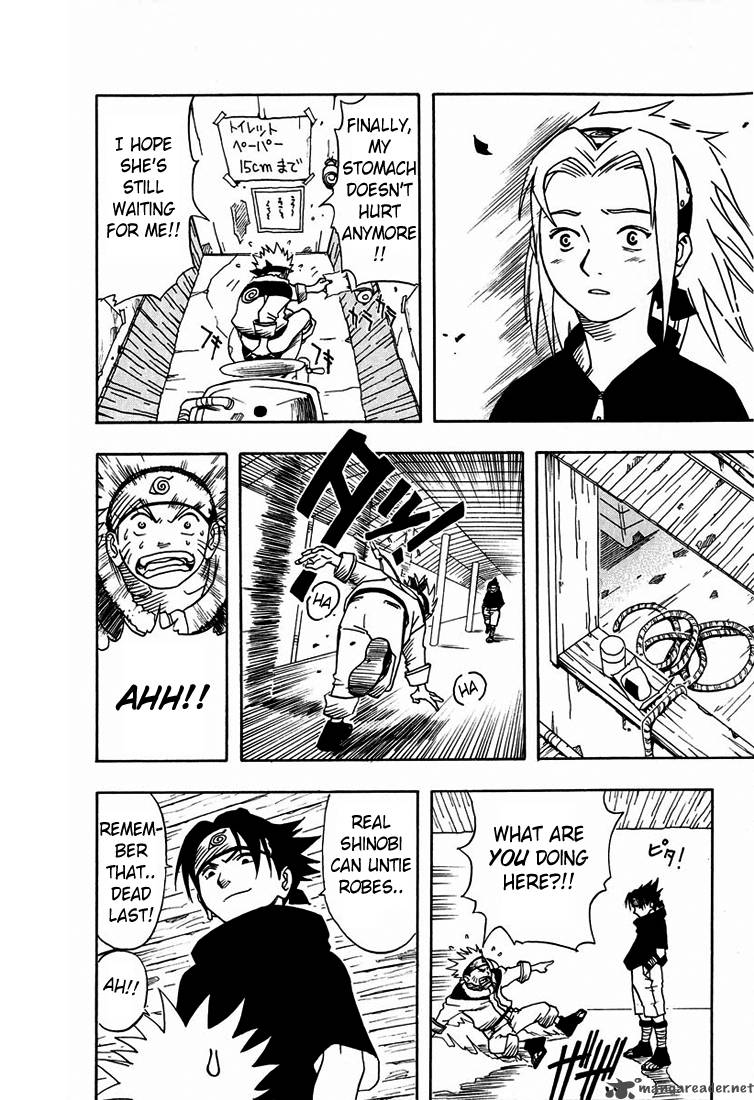 FINALLY,
MY
STOMACH
DOESN'T
HURT
ANYMORE
!!
I HOPE
SHE'S
STILL
WAITING
FOR ME!!
トイレット
ペーパー
15cmまで
ダッ!
HA
HA
AHH!!
WHAT ARE
YOU DOING
HERE?!!
ピタ!
REAL
SHINOBI
CAN UNTIE
ROBES..
REMEM-
BER
THAT..
DEAD
LAST!
AH!!
mangareader.net